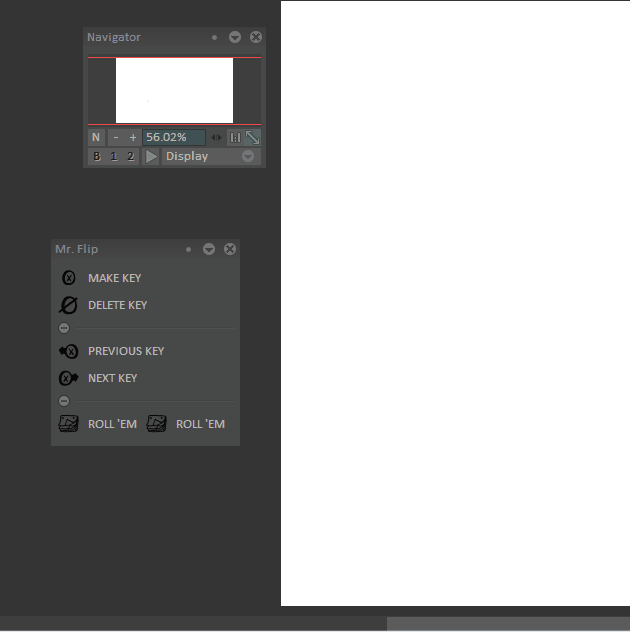 Navigator
N - + 56.02%
B 1 2 Display
Mr. Flip
MAKE KEY
DELETE KEY
PREVIOUS KEY
NEXT KEY
ROLL 'EM ROLL 'EM